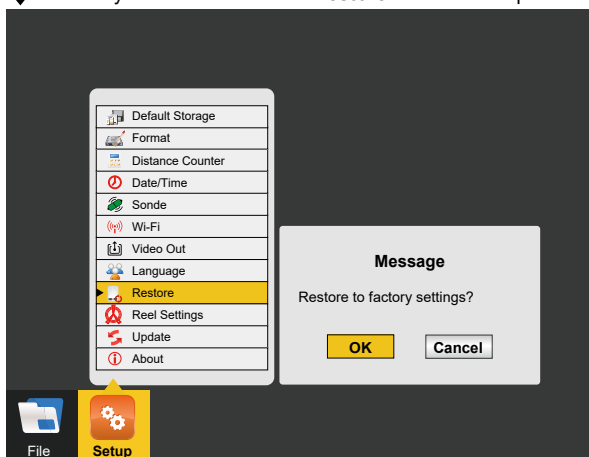 Default Storage
Format
Distance Counter
Date/Time
Sonde
Wi-Fi
Video Out
Language
Restore
Reel Settings
Update
About
Message
Restore to factory settings?
OK Cancel
File Setup